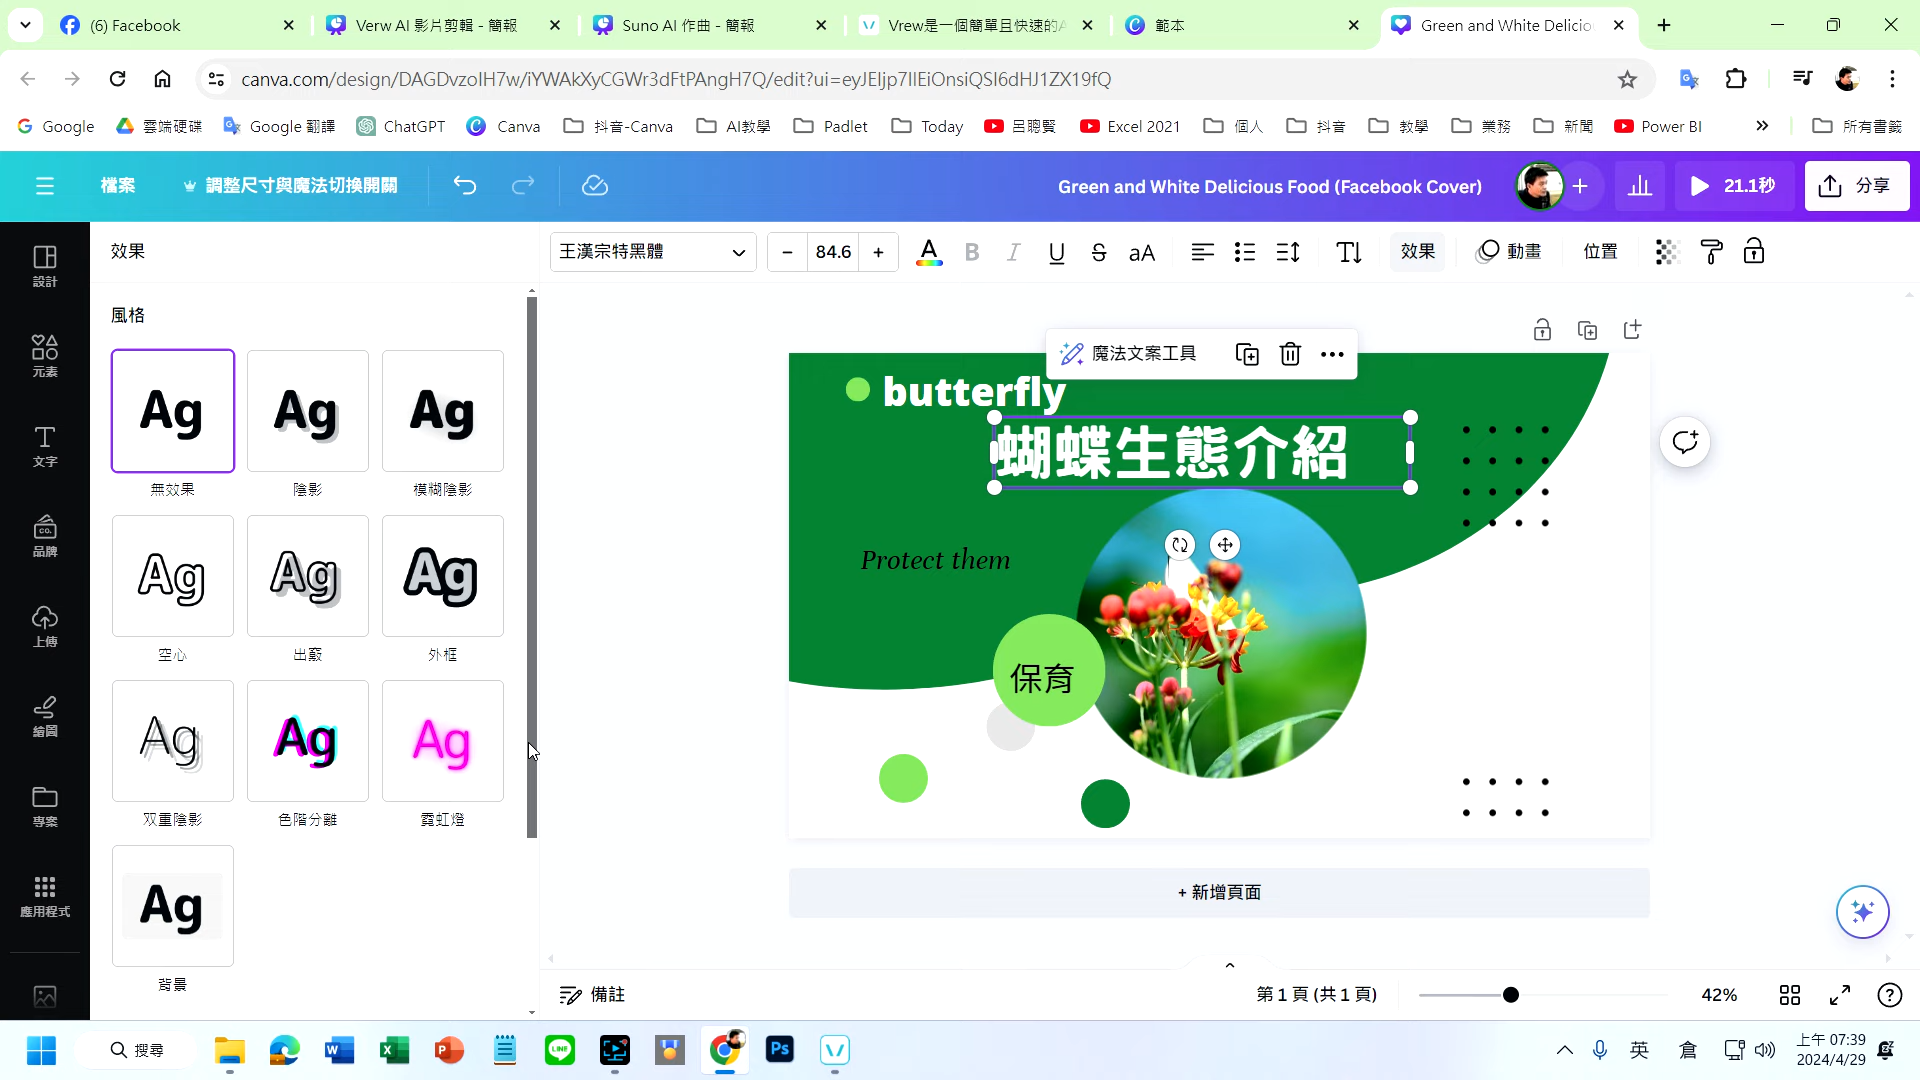 (6) Facebook
Verw AI 影片剪輯 - 簡報
Suno AI 作曲 - 簡報
Vrew是一個簡單且快速的A
範本
Green and White Delicio
canva.com/design/DAGDvzoIH7w/iYWAkXyCGWr3dFtPAngH7Q/edit?ui=eyJEIjp7IlEiOnsiQSI6dHJ1ZX19fQ
Google
雲端硬碟
Google 翻譯
ChatGPT
Canva
抖音-Canva
AI教學
Padlet
Today
呂聰賢
Excel 2021
個人
抖音
教學
業務
新聞
Power BI
所有書籤
檔案
調整尺寸與魔法切換開關
Green and White Delicious Food (Facebook Cover)
21.1秒
分享
效果
王漢宗特黑體
84.6
A
B
I
U
S
aA
效果
動畫
位置
設計
元素
文字
品牌
上傳
繪圖
專案
應用程式
風格
Ag
Ag
Ag
無效果
陰影
模糊陰影
Ag
Ag
Ag
空心
出竅
外框
Ag
Ag
Ag
双重陰影
色階分離
霓虹燈
Ag
背景
魔法文案工具
butterfly
蝴蝶生態介紹
Protect them
保育
+ 新增頁面
備註
第 1 頁 (共 1 頁)
42%
搜尋
英
倉
上午 07:39
2024/4/29